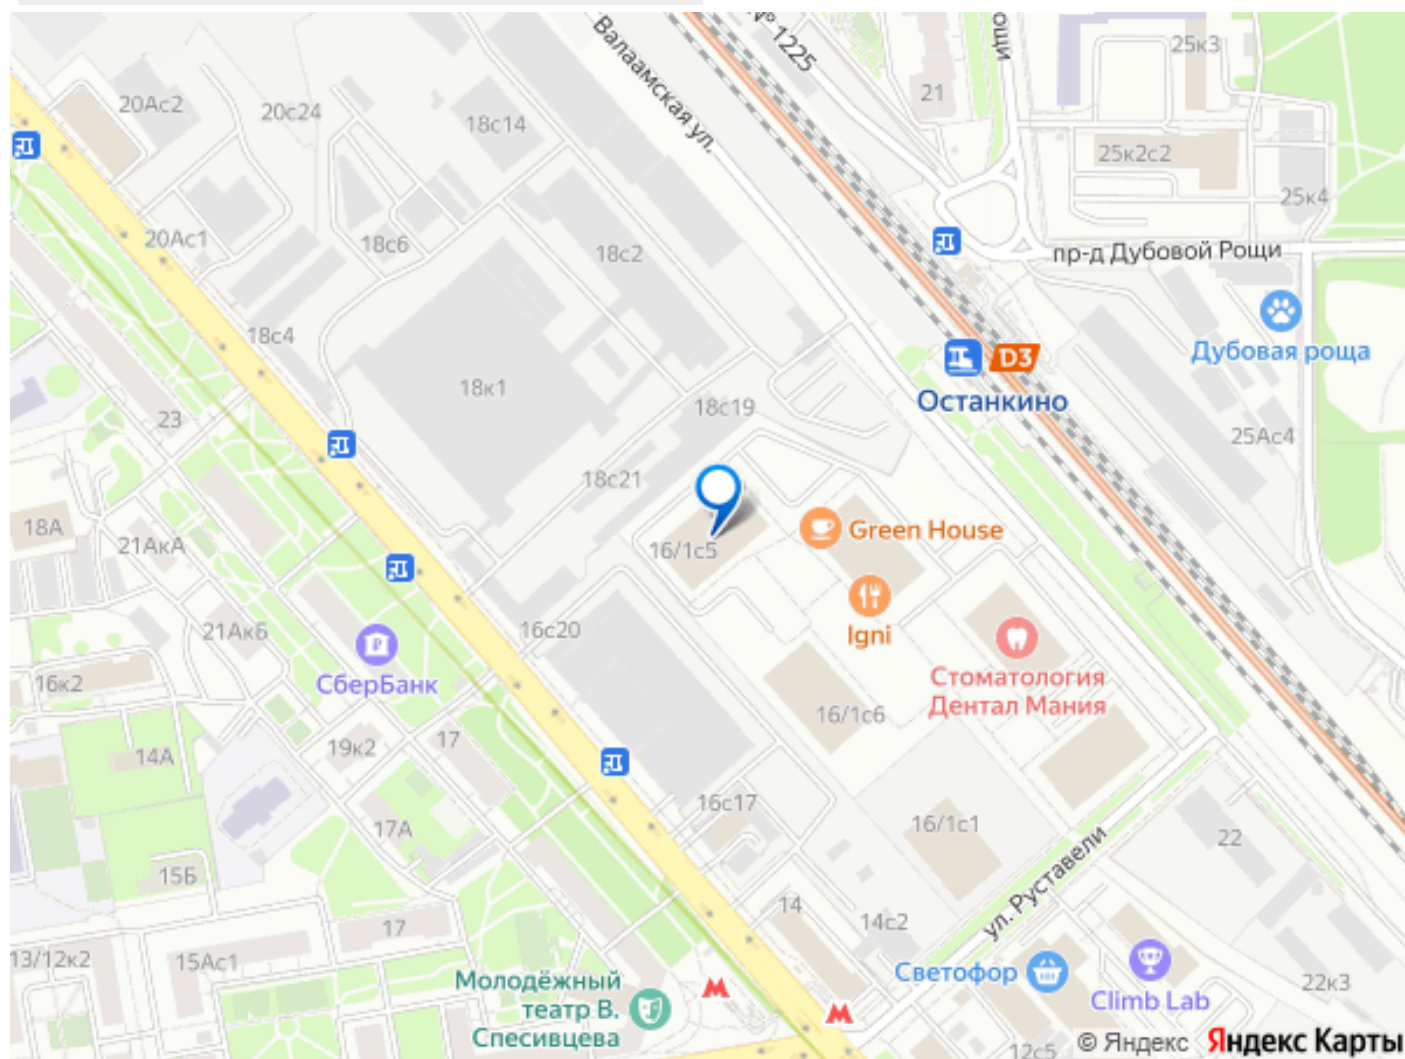 Валаамская ул.
№ 1225
ощи
25к3
21
20Ас2
20с24
18с14
25к2с2
25к4
20Ас1
18с6
18с2
пр-д Дубовой Рощи
18с4
D3
Дубовая роща
18к1
Останкино
23
18с19
25Ас4
18с21
18А
21АкА
16/1с5
Green House
21АкБ
16с20
Igni
СберБанк
16к2
Стоматология
Дентал Мания
16/1с6
14А
19к2
17
16с17
17А
16/1с1
22
15Б
ул. Руставели
14
14с2
17
13/12к2
15Ас1
Молодёжный
театр В.
Спесивцева
Светофор
Climb Lab
22к3
12с5
© Яндекс Яндекс Карты